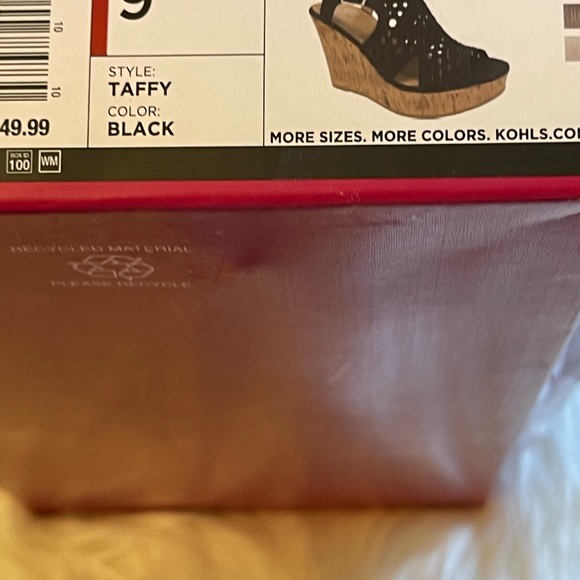 9
10
10
STYLE:
TAFFY
COLOR:
BLACK
49.99
MORE SIZES. MORE COLORS. KOHLS.CO
100
WM
RECYCLED MATERIAL
PLEASE RECYCLE